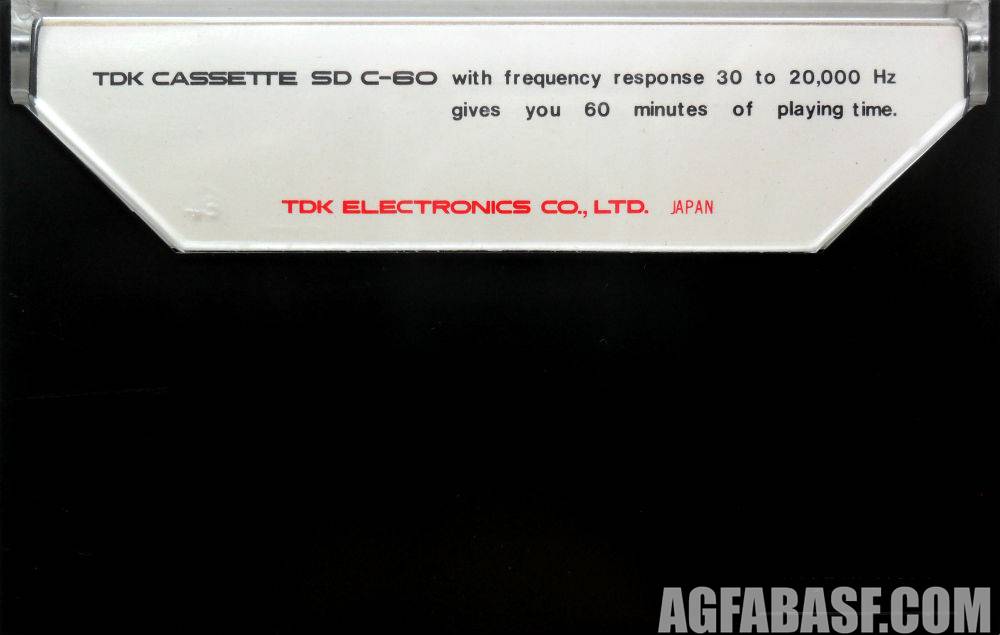 TDK CASSETTE SD C-60 with frequency response 30 to 20,000 Hz
gives you 60 minutes of playing time.
TDK ELECTRONICS CO., LTD. JAPAN
AGFABASF.COM